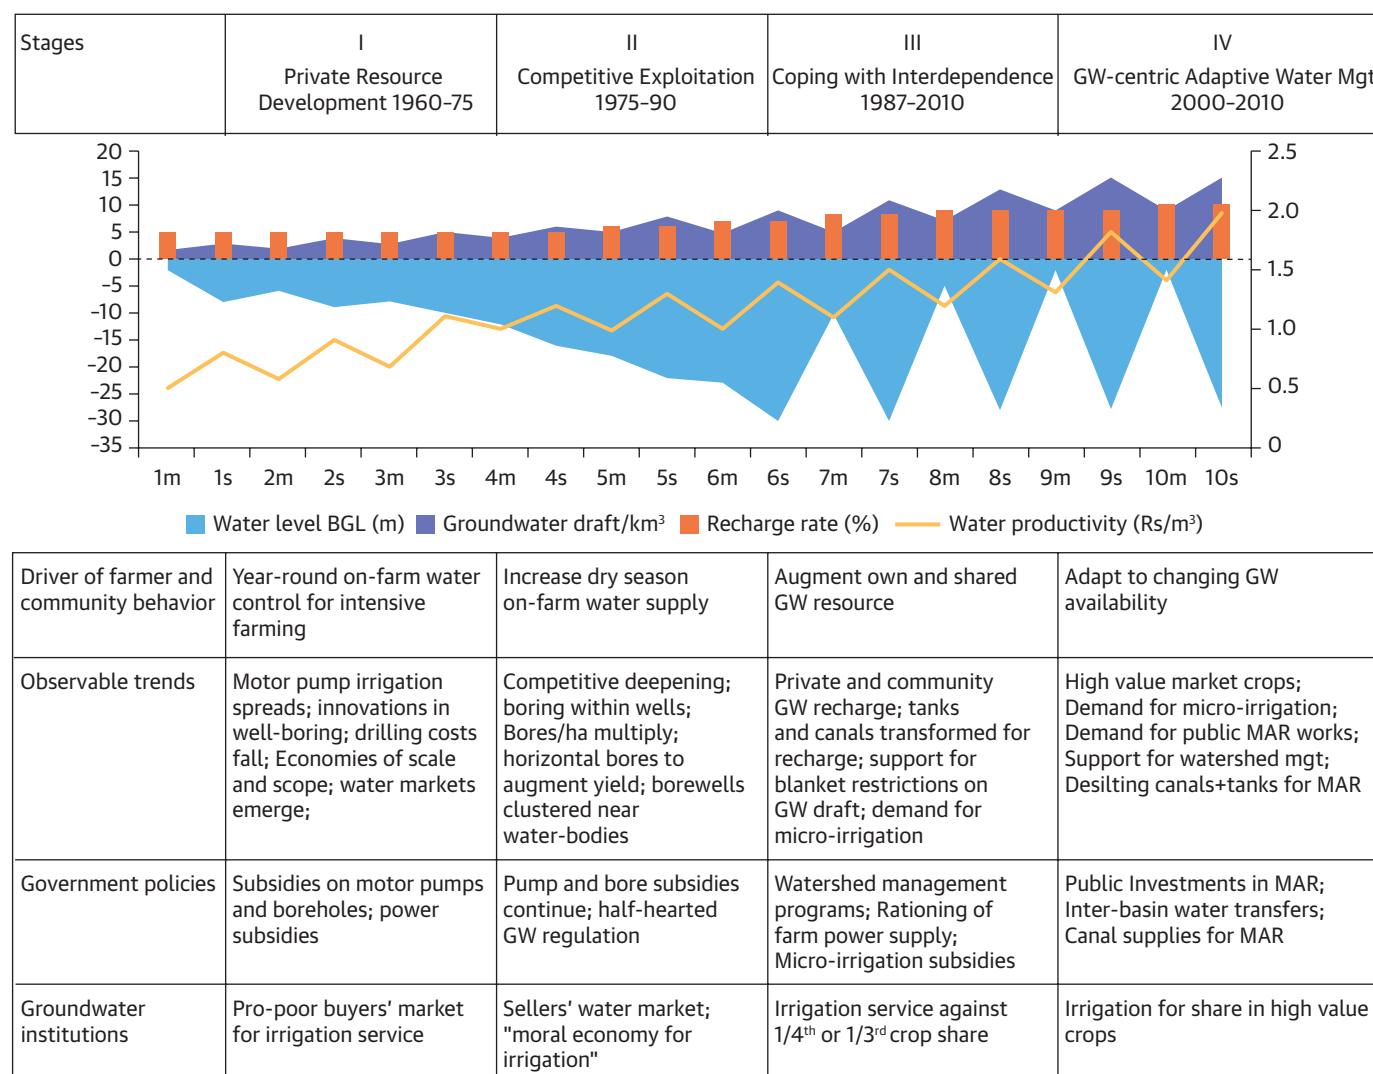 Stages
I
Private Resource
Development 1960–75
II
Competitive Exploitation
1975–90
III
Coping with Interdependence
1987–2010
IV
GW-centric Adaptive Water Mgt
2000–2010
20
15
10
5
0
–5
–10
–15
–20
–25
–30
–35
2.5
2.0
1.5
1.0
0.5
0
1m 1s 2m 2s 3m 3s 4m 4s 5m 5s 6m 6s 7m 7s 8m 8s 9m 9s 10m 10s
Water level BGL (m) Groundwater draft/km³ Recharge rate (%) Water productivity (Rs/m³)
Driver of farmer and
community behavior
Year-round on-farm water
control for intensive
farming
Increase dry season
on-farm water supply
Augment own and shared
GW resource
Adapt to changing GW
availability
Observable trends
Motor pump irrigation
spreads; innovations in
well-boring; drilling costs
fall; Economies of scale
and scope; water markets
emerge;
Competitive deepening;
boring within wells;
Bores/ha multiply;
horizontal bores to
augment yield; borewells
clustered near
water-bodies
Private and community
GW recharge; tanks
and canals transformed for
recharge; support for
blanket restrictions on
GW draft; demand for
micro-irrigation
High value market crops;
Demand for micro-irrigation;
Demand for public MAR works;
Support for watershed mgt;
Desilting canals+tanks for MAR
Government policies
Subsidies on motor pumps
and boreholes; power
subsidies
Pump and bore subsidies
continue; half-hearted
GW regulation
Watershed management
programs; Rationing of
farm power supply;
Micro-irrigation subsidies
Public Investments in MAR;
Inter-basin water transfers;
Canal supplies for MAR
Groundwater
institutions
Pro-poor buyers' market
for irrigation service
Sellers' water market;
"moral economy for
irrigation"
Irrigation service against
1/4th or 1/3rd crop share
Irrigation for share in high value
crops